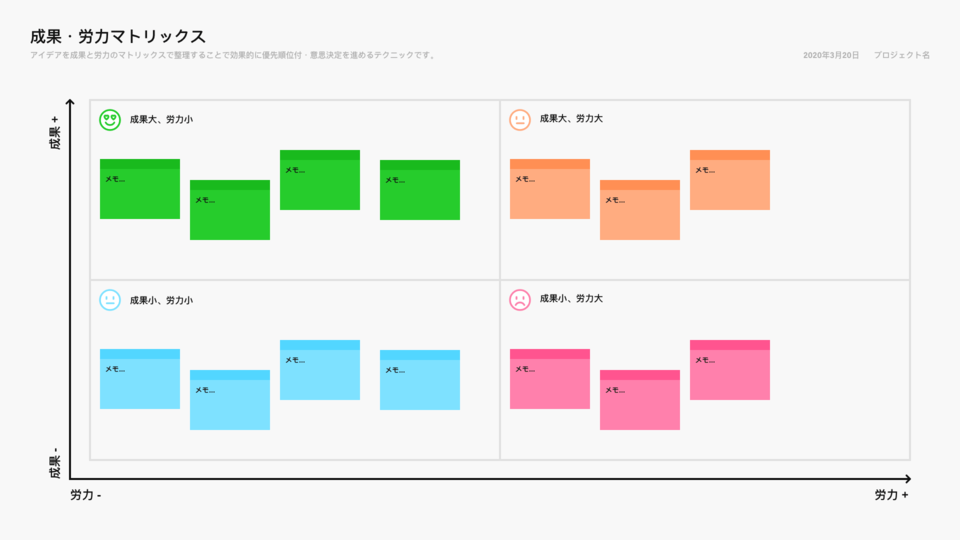 成果・労力マトリックス
アイデアを成果と労力のマトリックスで整理することで効果的に優先順位付・意思決定を進めるテクニックです。
2020年3月20日 プロジェクト名
成果 +
成果大、労力小
メモ...
メモ...
メモ...
メモ...
成果大、労力大
メモ...
メモ...
メモ...
成果小、労力小
メモ...
メモ...
メモ...
メモ...
成果小、労力大
メモ...
メモ...
メモ...
成果 -
労力 -
労力 +